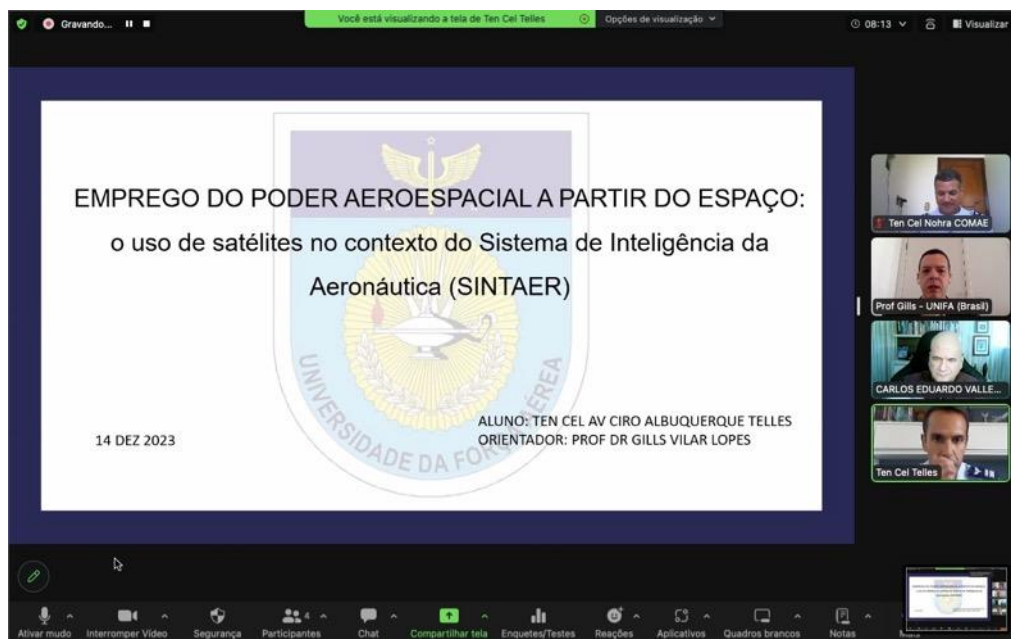 Gravando...
Você está visualizando a tela de Ten Cel Telles
Opções de visualização
08:13
Visualizar
EMPREGO DO PODER AEROESPACIAL A PARTIR DO ESPAÇO:
o uso de satélites no contexto do Sistema de Inteligência da
Aeronáutica (SINTAER)
UNIVERSIDADE DA FORÇA AÉREA
14 DEZ 2023
ALUNO: TEN CEL AV CIRO ALBUQUERQUE TELLES
ORIENTADOR: PROF DR GILLS VILAR LOPES
Ten Cel Nohra COMAE
Prof Gills - UNIFA (Brasil)
CARLOS EDUARDO VALLE...
Ten Cel Telles
Ativar mudo
Interromper Vídeo
Segurança
4
Participantes
Chat
Compartilhar tela
Enquetes/Testes
Reações
Aplicativos
Quadros brancos
Notas